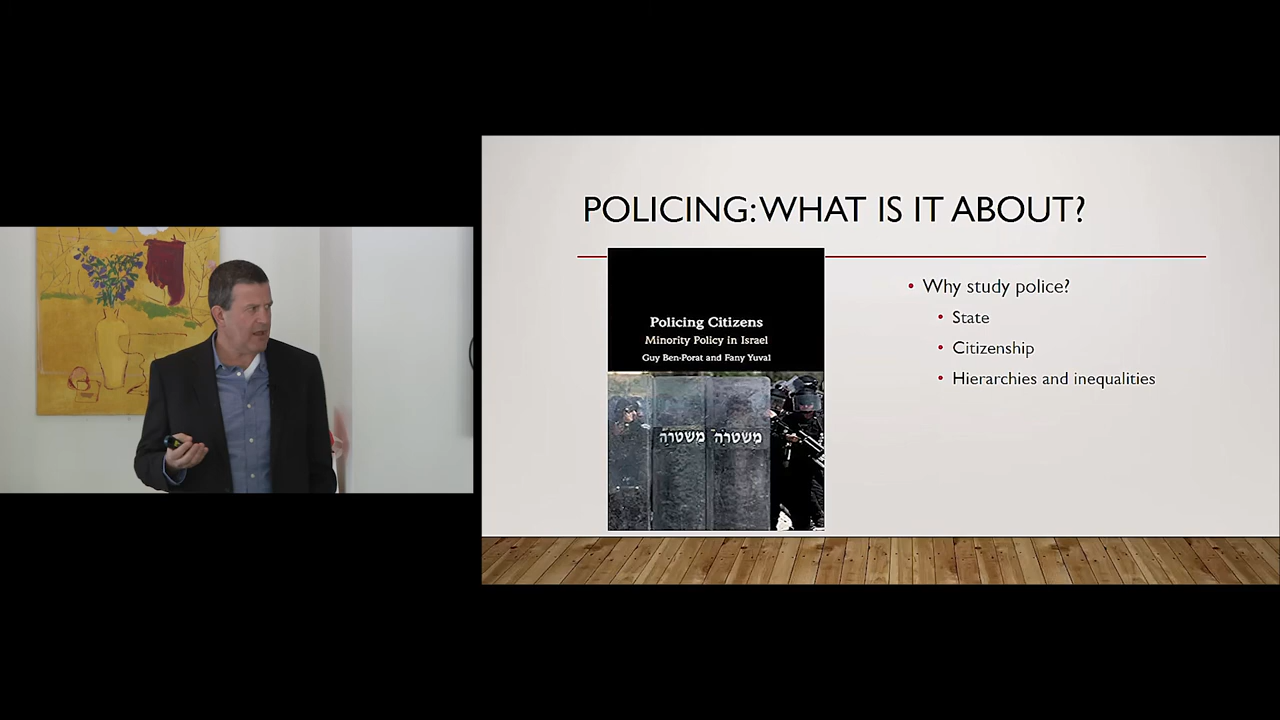 POLICING: WHAT IS IT ABOUT?
Policing Citizens
Minority Policy in Israel
Guy Ben-Porat and Fany Yuval
משטרה משטרה
• Why study police?
• State
• Citizenship
• Hierarchies and inequalities